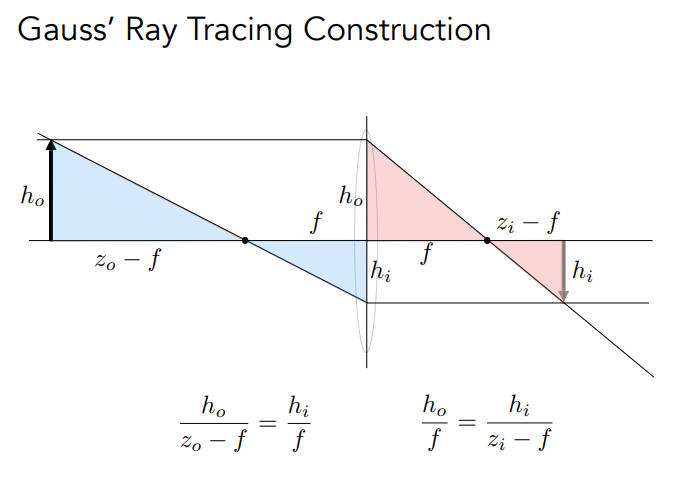 Gauss’ Ray Tracing Construction
h_o
h_o
f
z_i − f
z_o − f
f
h_i
h_i
h_o / (z_o − f) = h_i / f
h_o / f = h_i / (z_i − f)